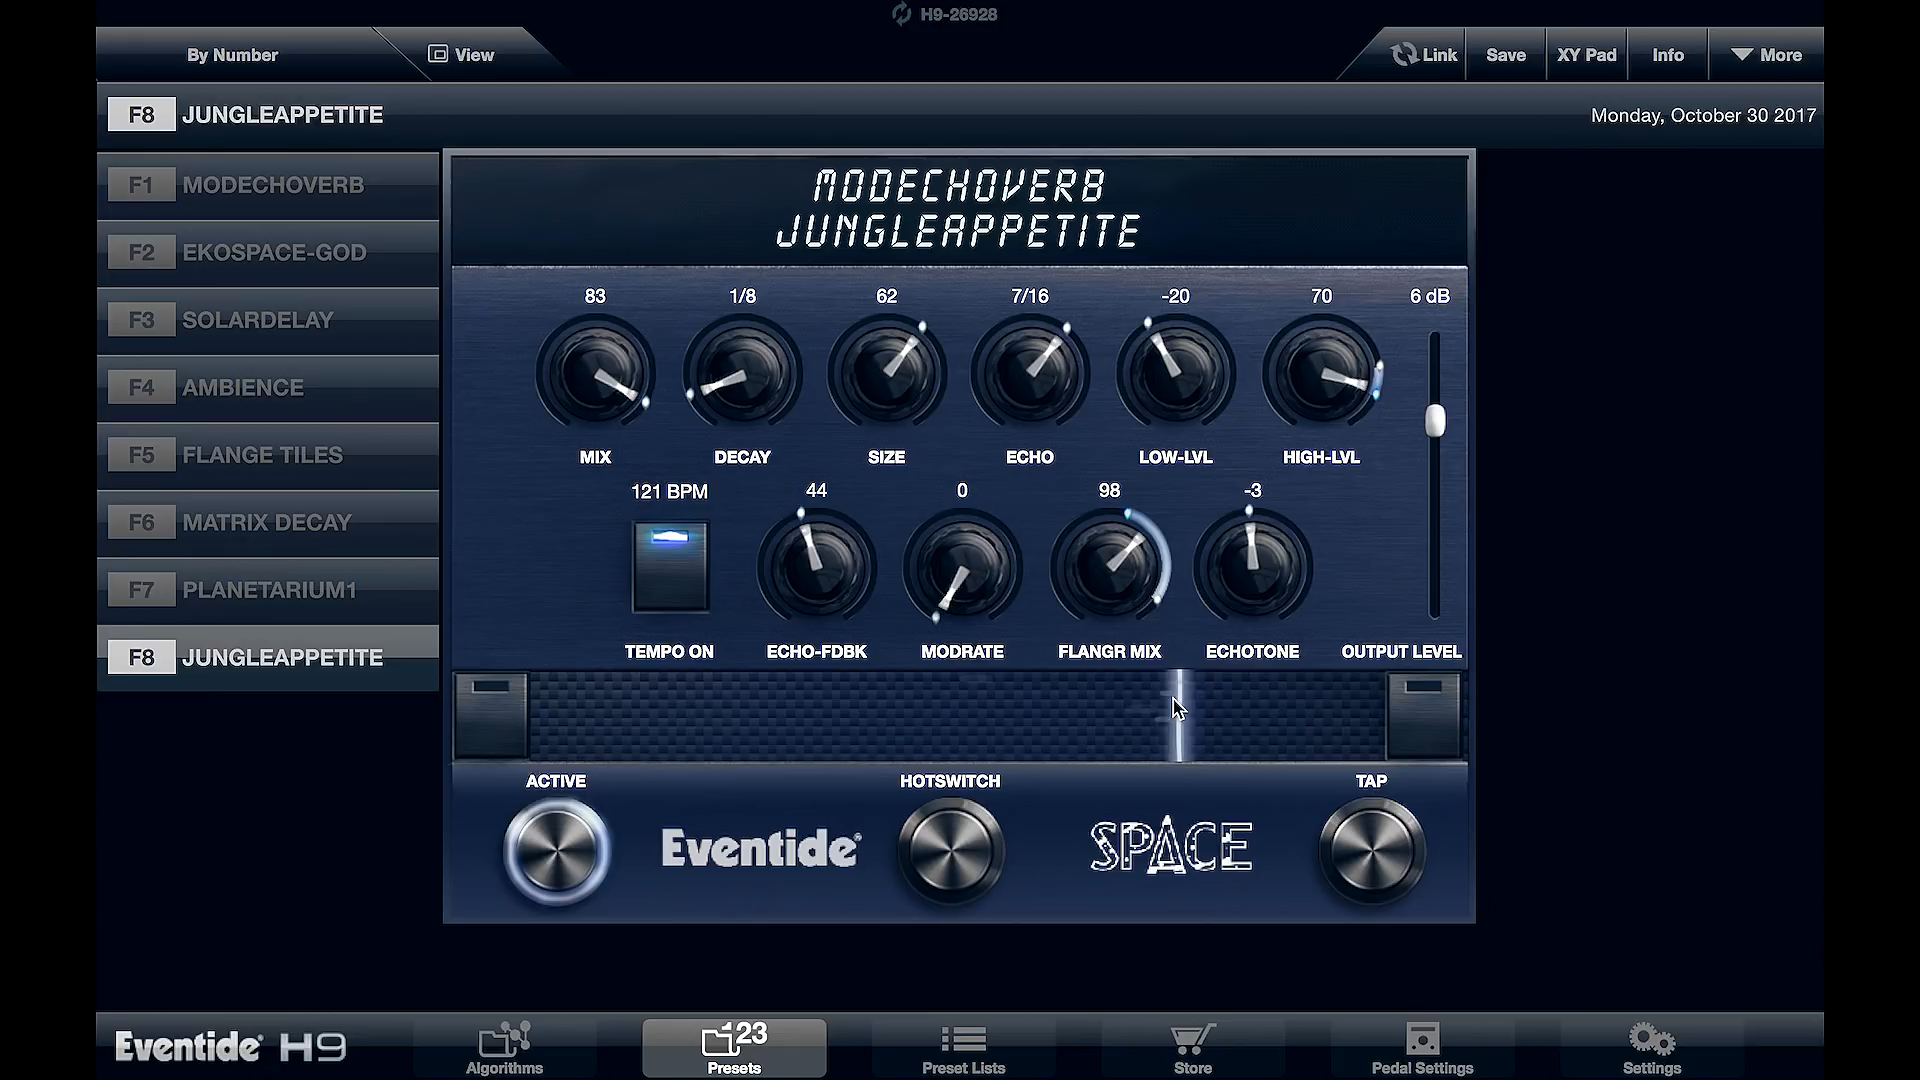 H9-26928
By Number
View
Link
Save
XY Pad
Info
More
F8 JUNGLEAPPETITE
Monday, October 30 2017
F1 MODECHOVERB
F2 EKOSPACE-GOD
F3 SOLARDELAY
F4 AMBIENCE
F5 FLANGE TILES
F6 MATRIX DECAY
F7 PLANETARIUM1
F8 JUNGLEAPPETITE
MODECHOVERB
JUNGLEAPPETITE
83 1/8 62 7/16 -20 70 6 dB
MIX DECAY SIZE ECHO LOW-LVL HIGH-LVL
121 BPM 44 0 98 -3
TEMPO ON ECHO-FDBK MODRATE FLANGR MIX ECHOTONE OUTPUT LEVEL
ACTIVE HOTSWITCH TAP
Eventide® SPACE
Eventide® H9
123
Algorithms Presets Preset Lists Store Pedal Settings Settings